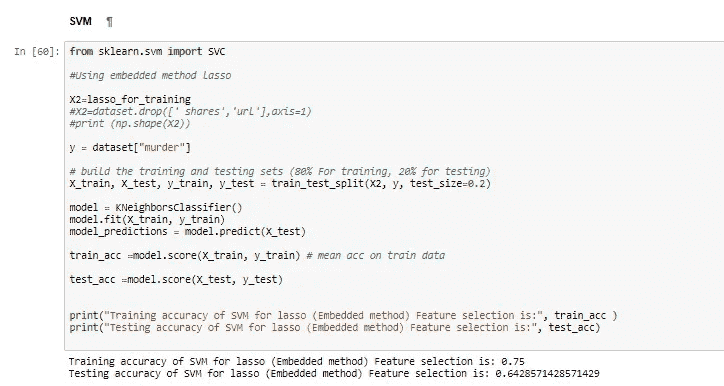 SVM ¶
In [60]: from sklearn.svm import SVC
#Using embedded method lasso
X2=lasso_for_training
#X2=dataset.drop([' shares','url'],axis=1)
#print (np.shape(X2))
y = dataset["murder"]
# build the training and testing sets (80% For training, 20% for testing)
X_train, X_test, y_train, y_test = train_test_split(X2, y, test_size=0.2)
model = KNeighborsClassifier()
model.fit(X_train, y_train)
model_predictions = model.predict(X_test)
train_acc =model.score(X_train, y_train) # mean acc on train data
test_acc =model.score(X_test, y_test)
print("Training accuracy of SVM for lasso (Embedded method) Feature selection is:", train_acc )
print("Testing accuracy of SVM for lasso (Embedded method) Feature selection is:", test_acc)
Training accuracy of SVM for lasso (Embedded method) Feature selection is: 0.75
Testing accuracy of SVM for lasso (Embedded method) Feature selection is: 0.6428571428571429